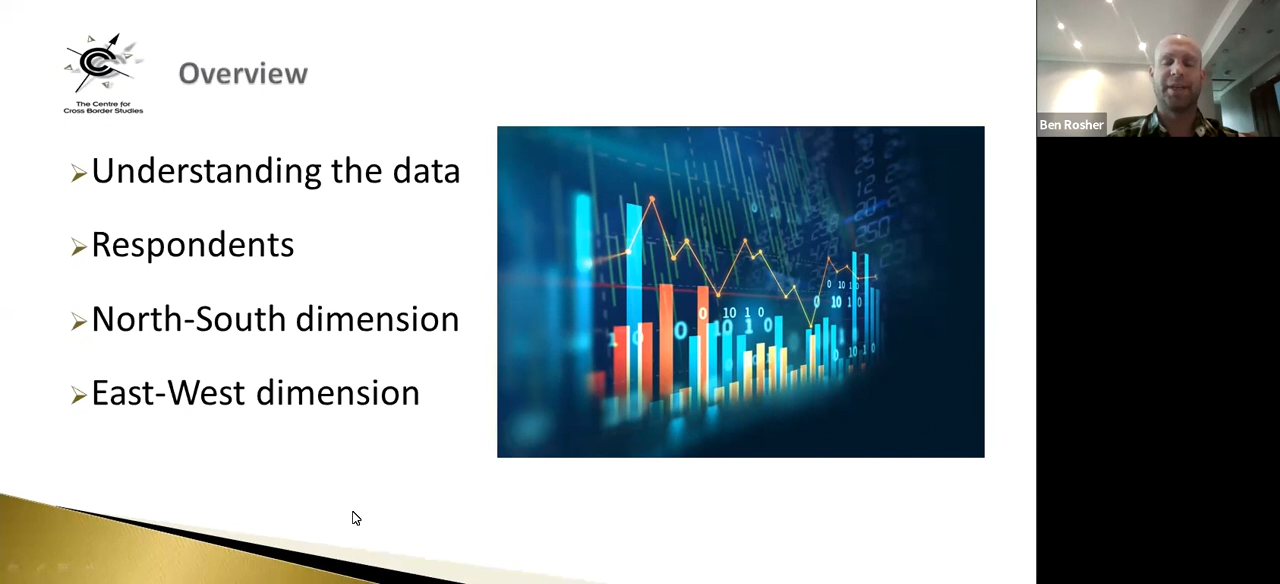 The Centre for
Cross Border Studies
Overview
Understanding the data
Respondents
North-South dimension
East-West dimension
Ben Rosher